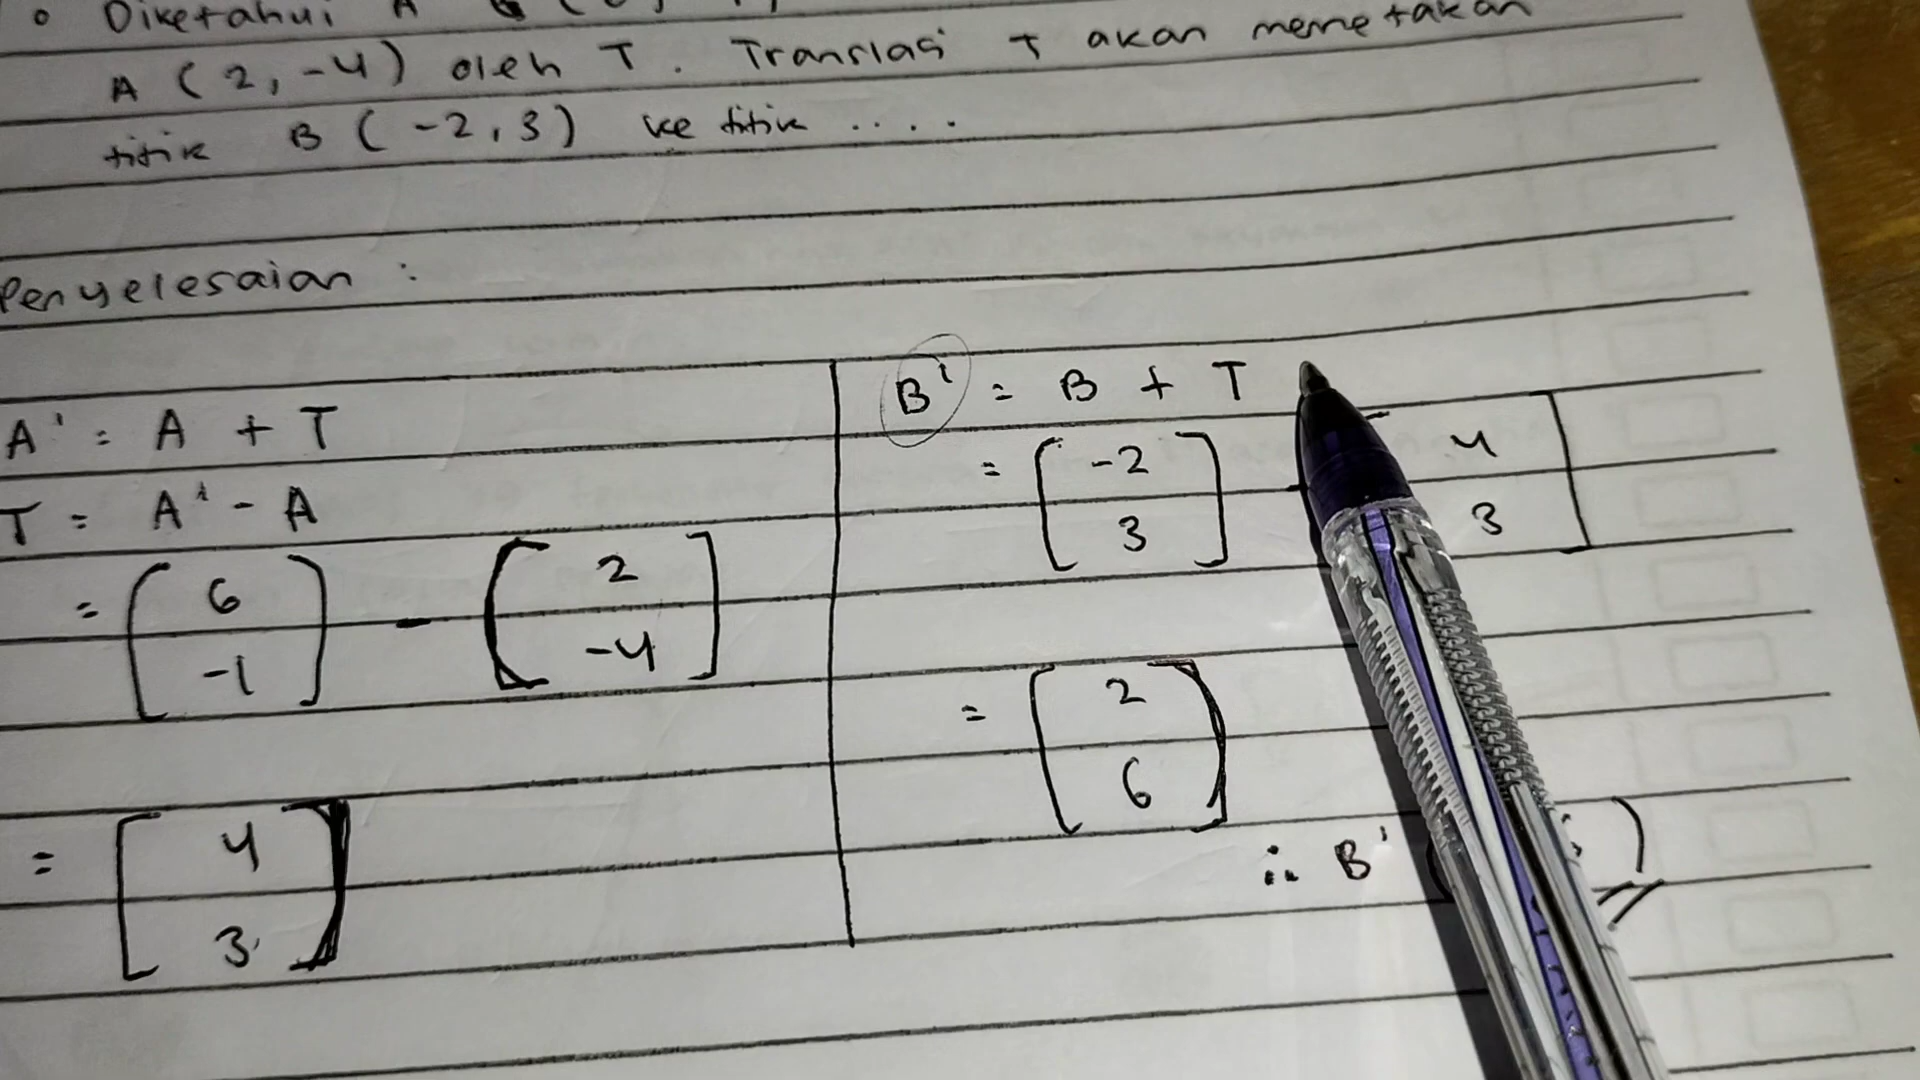 Diketahui A
A (2, -4) oleh T. Translasi T akan memetakan
titik B (-2, 3) ke titik ....
Penyelesaian :
A' = A + T
T = A' - A
= [6 -1] - [2 -4]
= [4 3]
B' = B + T
= [-2 3] [4 3]
= [2 6]
∴ B' ( )